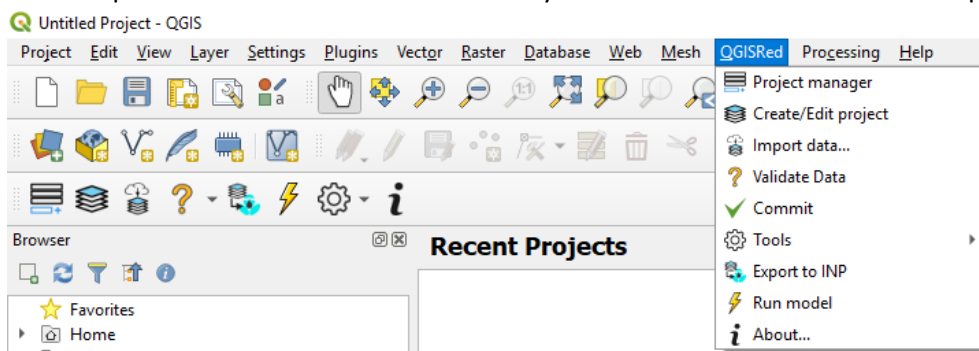 Untitled Project - QGIS
Project Edit View Layer Settings Plugins Vector Raster Database Web Mesh QGISRed Processing Help
Project manager
Create/Edit project
Import data...
Validate Data
Commit
Tools
Export to INP
Run model
About...
Browser
Recent Projects
Favorites
Home